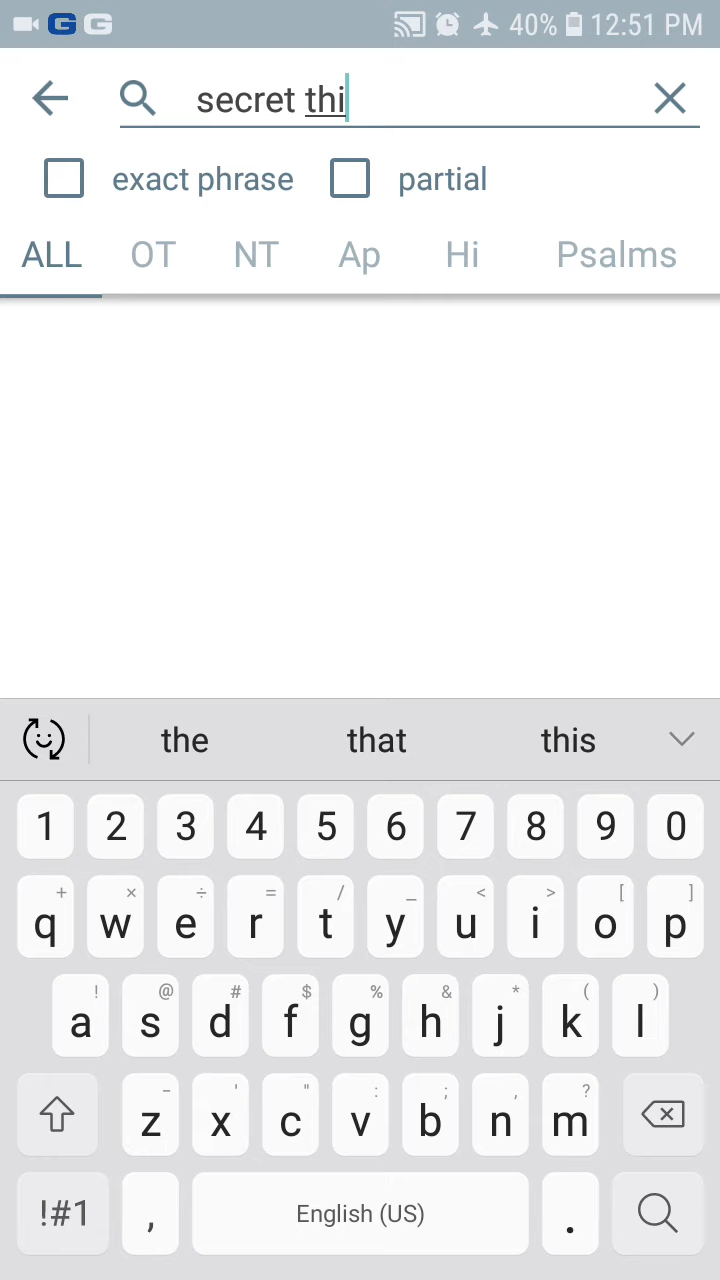 G G 40% 12:51 PM
secret thi
exact phrase partial
ALL OT NT Ap Hi Psalms
the that this
1 2 3 4 5 6 7 8 9 0
+ × ÷ = / _ < > [ ]
q w e r t y u i o p
! @ # $ % & * ( )
a s d f g h j k l
- ' " : ; , ?
z x c v b n m
!#1 , English (US) .